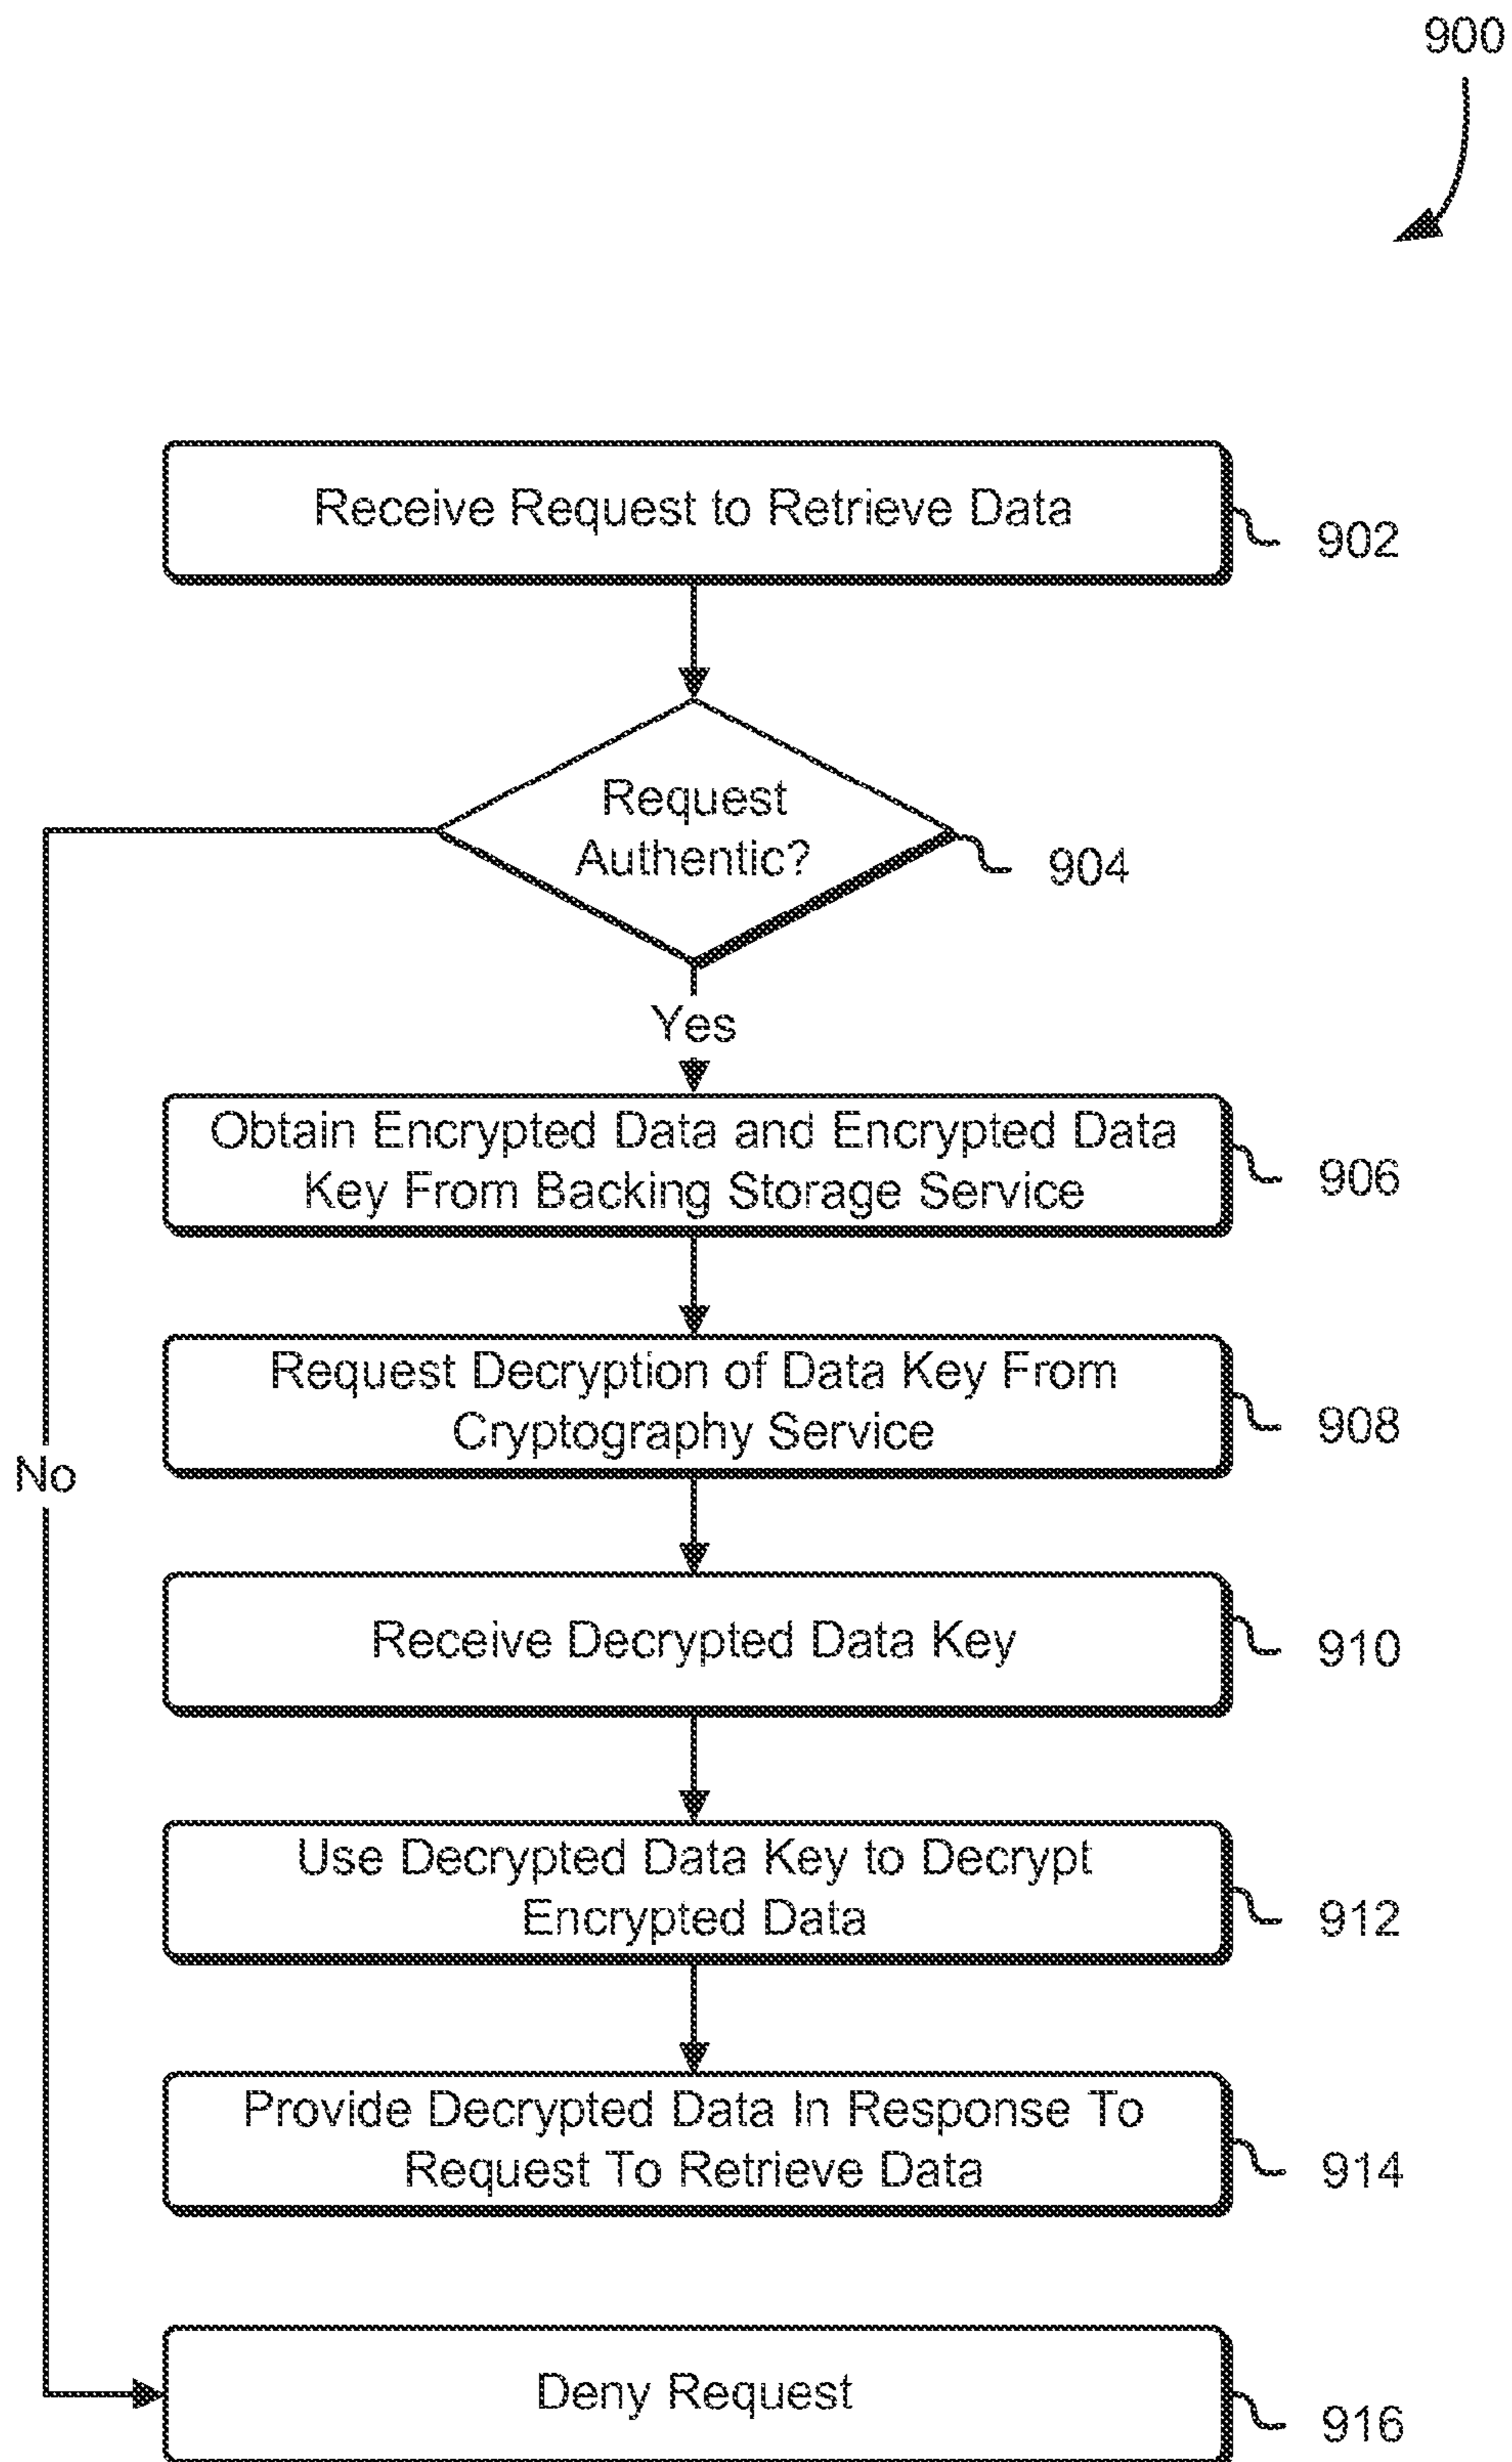 900
Receive Request to Retrieve Data
902
Request
Authentic?
904
Yes
Obtain Encrypted Data and Encrypted Data
Key From Backing Storage Service
906
Request Decryption of Data Key From
Cryptography Service
908
No
Receive Decrypted Data Key
910
Use Decrypted Data Key to Decrypt
Encrypted Data
912
Provide Decrypted Data In Response To
Request To Retrieve Data
914
Deny Request
916